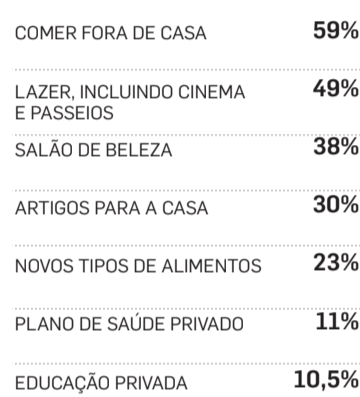 COMER FORA DE CASA 59%
LAZER, INCLUINDO CINEMA 49%
E PASSEIOS
SALÃO DE BELEZA 38%
ARTIGOS PARA A CASA 30%
NOVOS TIPOS DE ALIMENTOS 23%
PLANO DE SAÚDE PRIVADO 11%
EDUCAÇÃO PRIVADA 10,5%